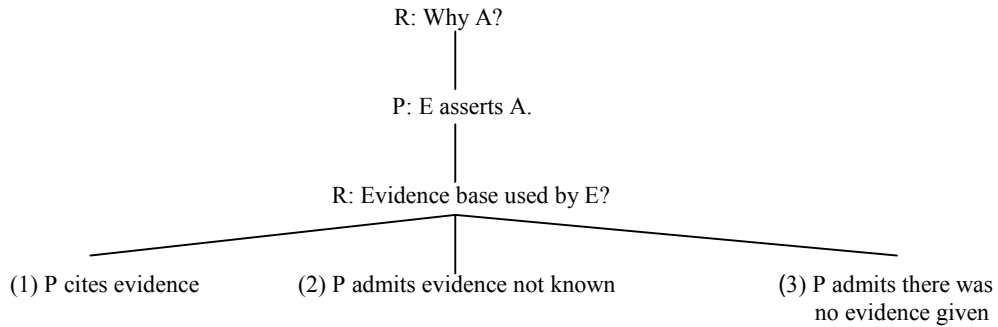 R: Why A?
P: E asserts A.
R: Evidence base used by E?
(1) P cites evidence
(2) P admits evidence not known
(3) P admits there was
no evidence given